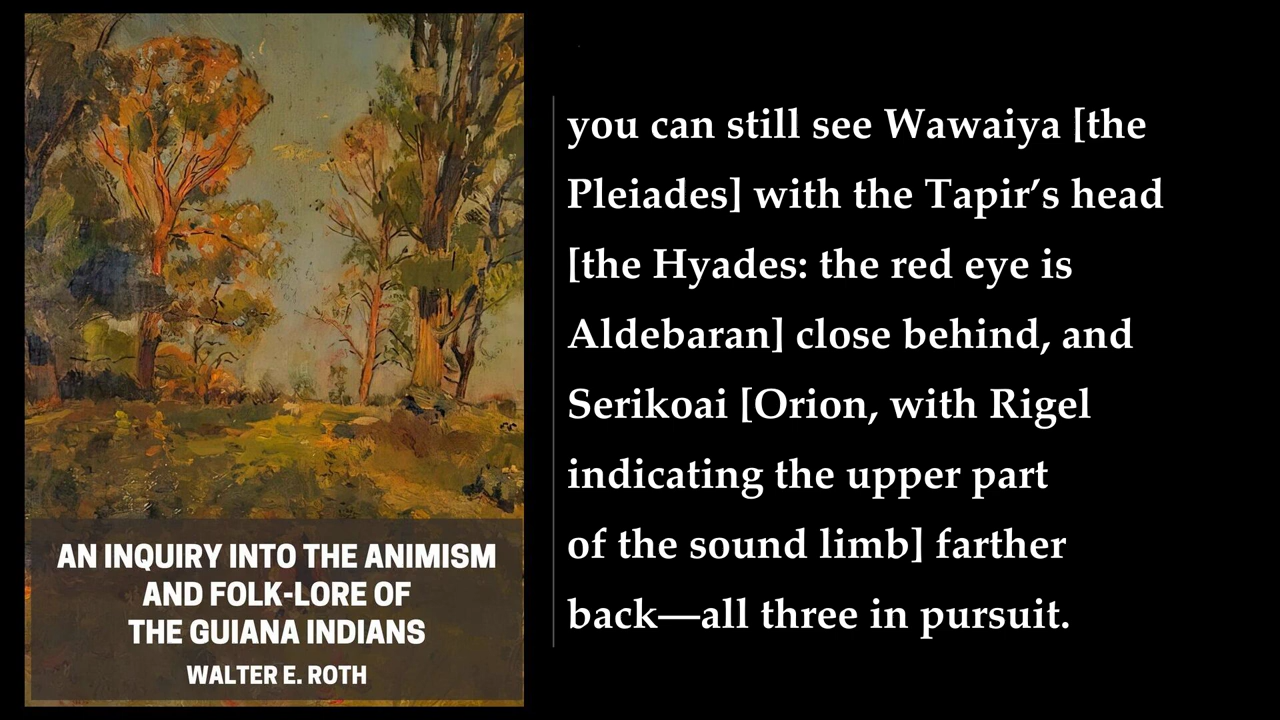 AN INQUIRY INTO THE ANIMISM
AND FOLK-LORE OF
THE GUIANA INDIANS
WALTER E. ROTH
you can still see Wawaiya [the
Pleiades] with the Tapir’s head
[the Hyades: the red eye is
Aldebaran] close behind, and
Serikoai [Orion, with Rigel
indicating the upper part
of the sound limb] farther
back—all three in pursuit.